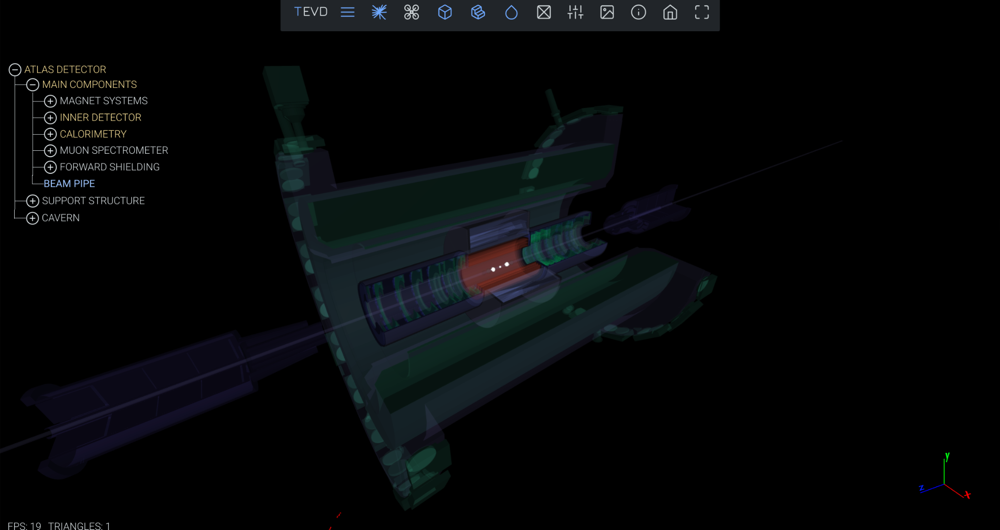 TEVD
ATLAS DETECTOR
MAIN COMPONENTS
MAGNET SYSTEMS
INNER DETECTOR
CALORIMETRY
MUON SPECTROMETER
FORWARD SHIELDING
BEAM PIPE
SUPPORT STRUCTURE
CAVERN
y
z
x
FPS: 19 TRIANGLES: 1